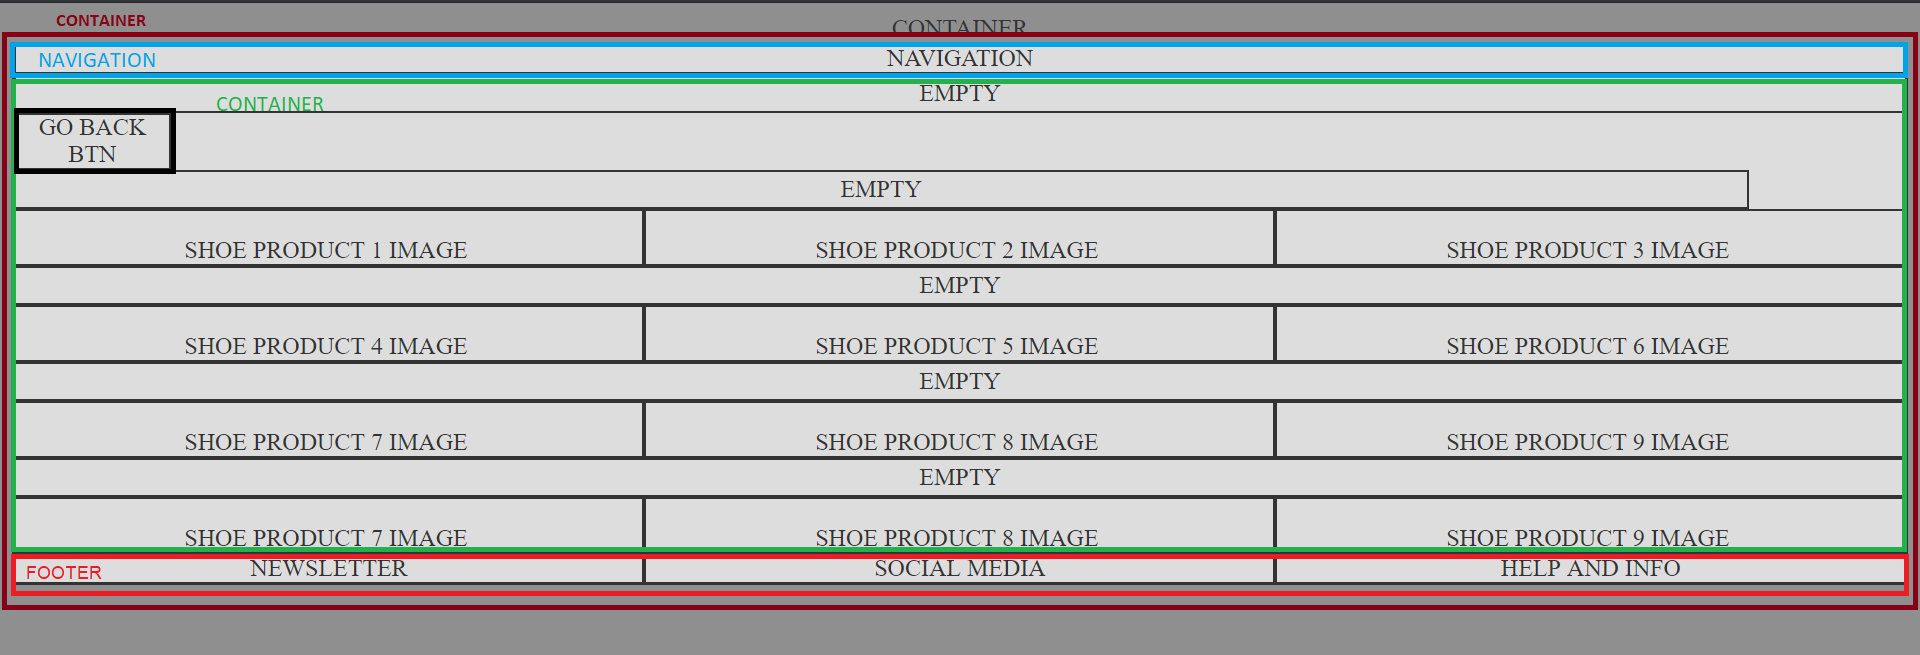 CONTAINER
CONTAINER
NAVIGATION
NAVIGATION
EMPTY
CONTAINER
GO BACK
BTN
EMPTY
SHOE PRODUCT 1 IMAGE
SHOE PRODUCT 2 IMAGE
SHOE PRODUCT 3 IMAGE
EMPTY
SHOE PRODUCT 4 IMAGE
SHOE PRODUCT 5 IMAGE
SHOE PRODUCT 6 IMAGE
EMPTY
SHOE PRODUCT 7 IMAGE
SHOE PRODUCT 8 IMAGE
SHOE PRODUCT 9 IMAGE
EMPTY
SHOE PRODUCT 7 IMAGE
SHOE PRODUCT 8 IMAGE
SHOE PRODUCT 9 IMAGE
FOOTER
NEWSLETTER
SOCIAL MEDIA
HELP AND INFO